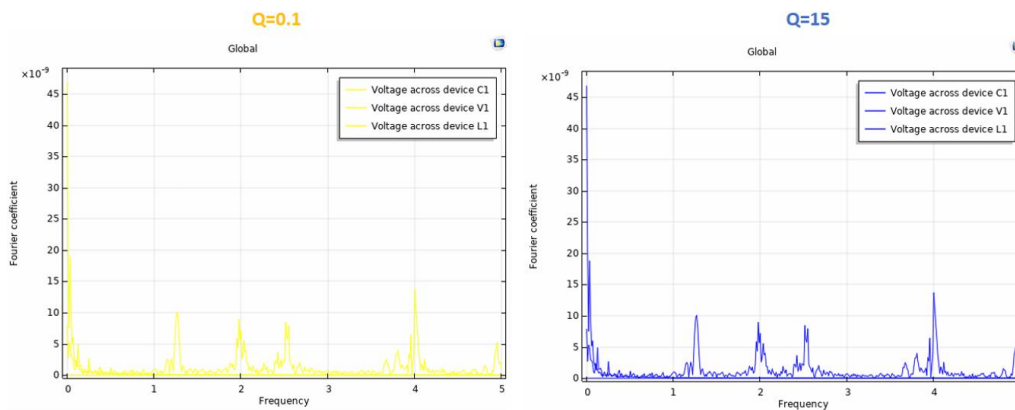 Q=0.1
Global
×10⁻⁹
45
40
35
30
25
20
15
10
5
0
Fourier coefficient
Voltage across device C1
Voltage across device V1
Voltage across device L1
0 1 2 3 4 5
Frequency
Q=15
Global
×10⁻⁹
45
40
35
30
25
20
15
10
5
0
Fourier coefficient
Voltage across device C1
Voltage across device V1
Voltage across device L1
0 1 2 3 4
Frequency